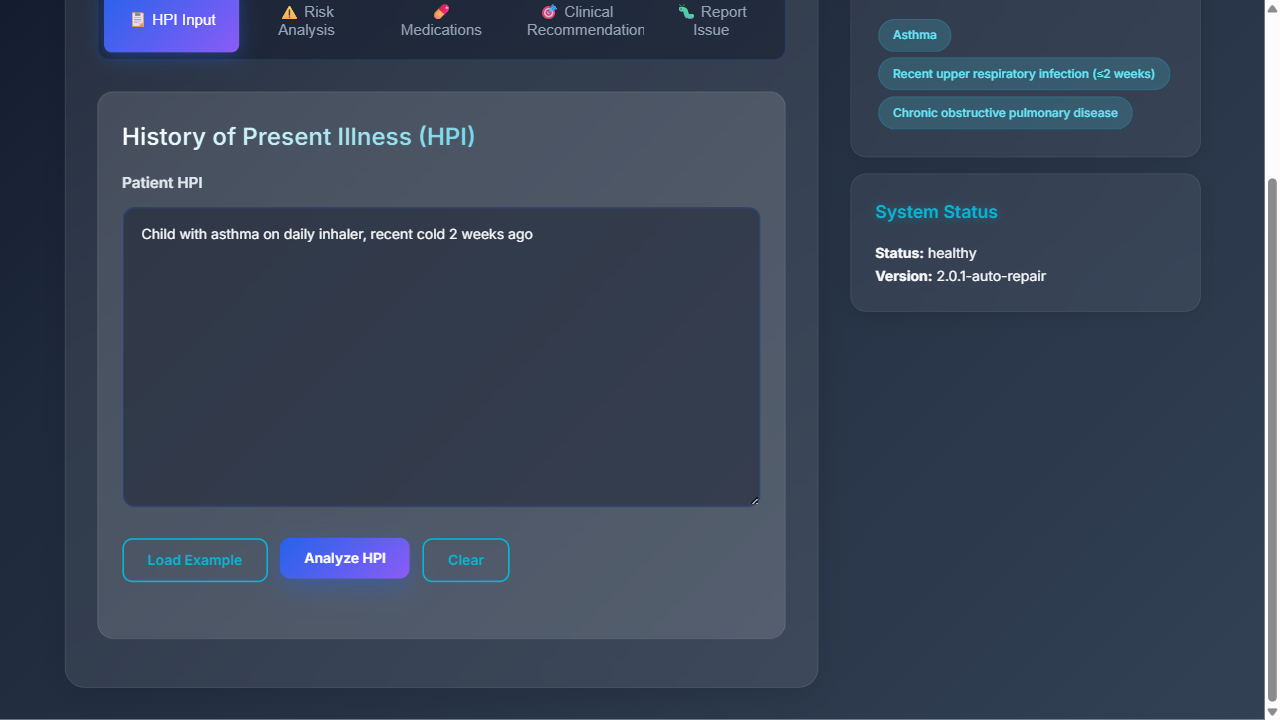 📋 HPI Input
⚠️ Risk
Analysis
💊
Medications
🎯 Clinical
Recommendation
🐛 Report
Issue
History of Present Illness (HPI)
Patient HPI
Child with asthma on daily inhaler, recent cold 2 weeks ago
Load Example
Analyze HPI
Clear
Asthma
Recent upper respiratory infection (≤2 weeks)
Chronic obstructive pulmonary disease
System Status
Status: healthy
Version: 2.0.1-auto-repair